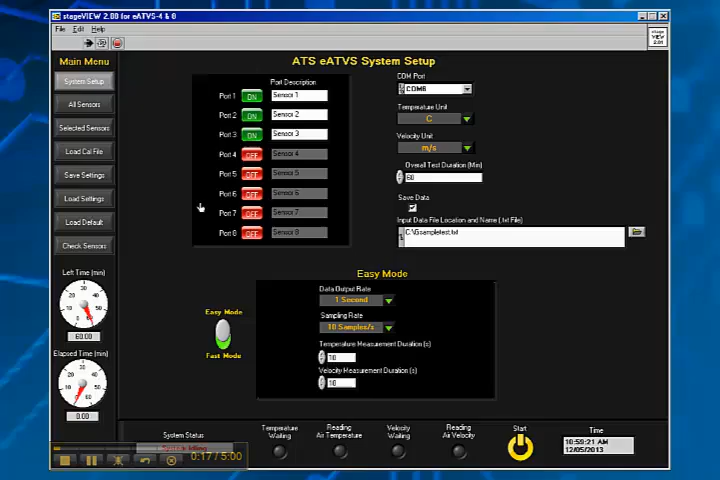 stageVIEW 2.08 for eATVS-4 & 8
File Edit Help
stage
VIEW
2.01
Main Menu
System Setup
All Sensors
Selected Sensors
Load Cal File
Save Settings
Load Settings
Load Default
Check Sensors
Left Time (min)
60.00
Elapsed Time (min)
0.00
ATS eATVS System Setup
Port Description
Port 1 ON Sensor 1
Port 2 ON Sensor 2
Port 3 ON Sensor 3
Port 4 OFF Sensor 4
Port 5 OFF Sensor 5
Port 6 OFF Sensor 6
Port 7 OFF Sensor 7
Port 8 OFF Sensor 8
COM Port
COM6
Temperature Unit
C
Velocity Unit
m/s
Overall Test Duration (Min)
60
Save Data
Input Data File Location and Name (.txt File)
C:\Gsampletest.txt
Easy Mode
Easy Mode
Fast Mode
Data Output Rate
1 Second
Sampling Rate
10 Samples/s
Temperature Measurement Duration (s)
10
Velocity Measurement Duration (s)
10
System Status
0:17 / 5:00
Temperature
Waiting
Reading
Air Temperature
Velocity
Waiting
Reading
Air Velocity
Start
Time
10:59:21 AM
12/05/2013